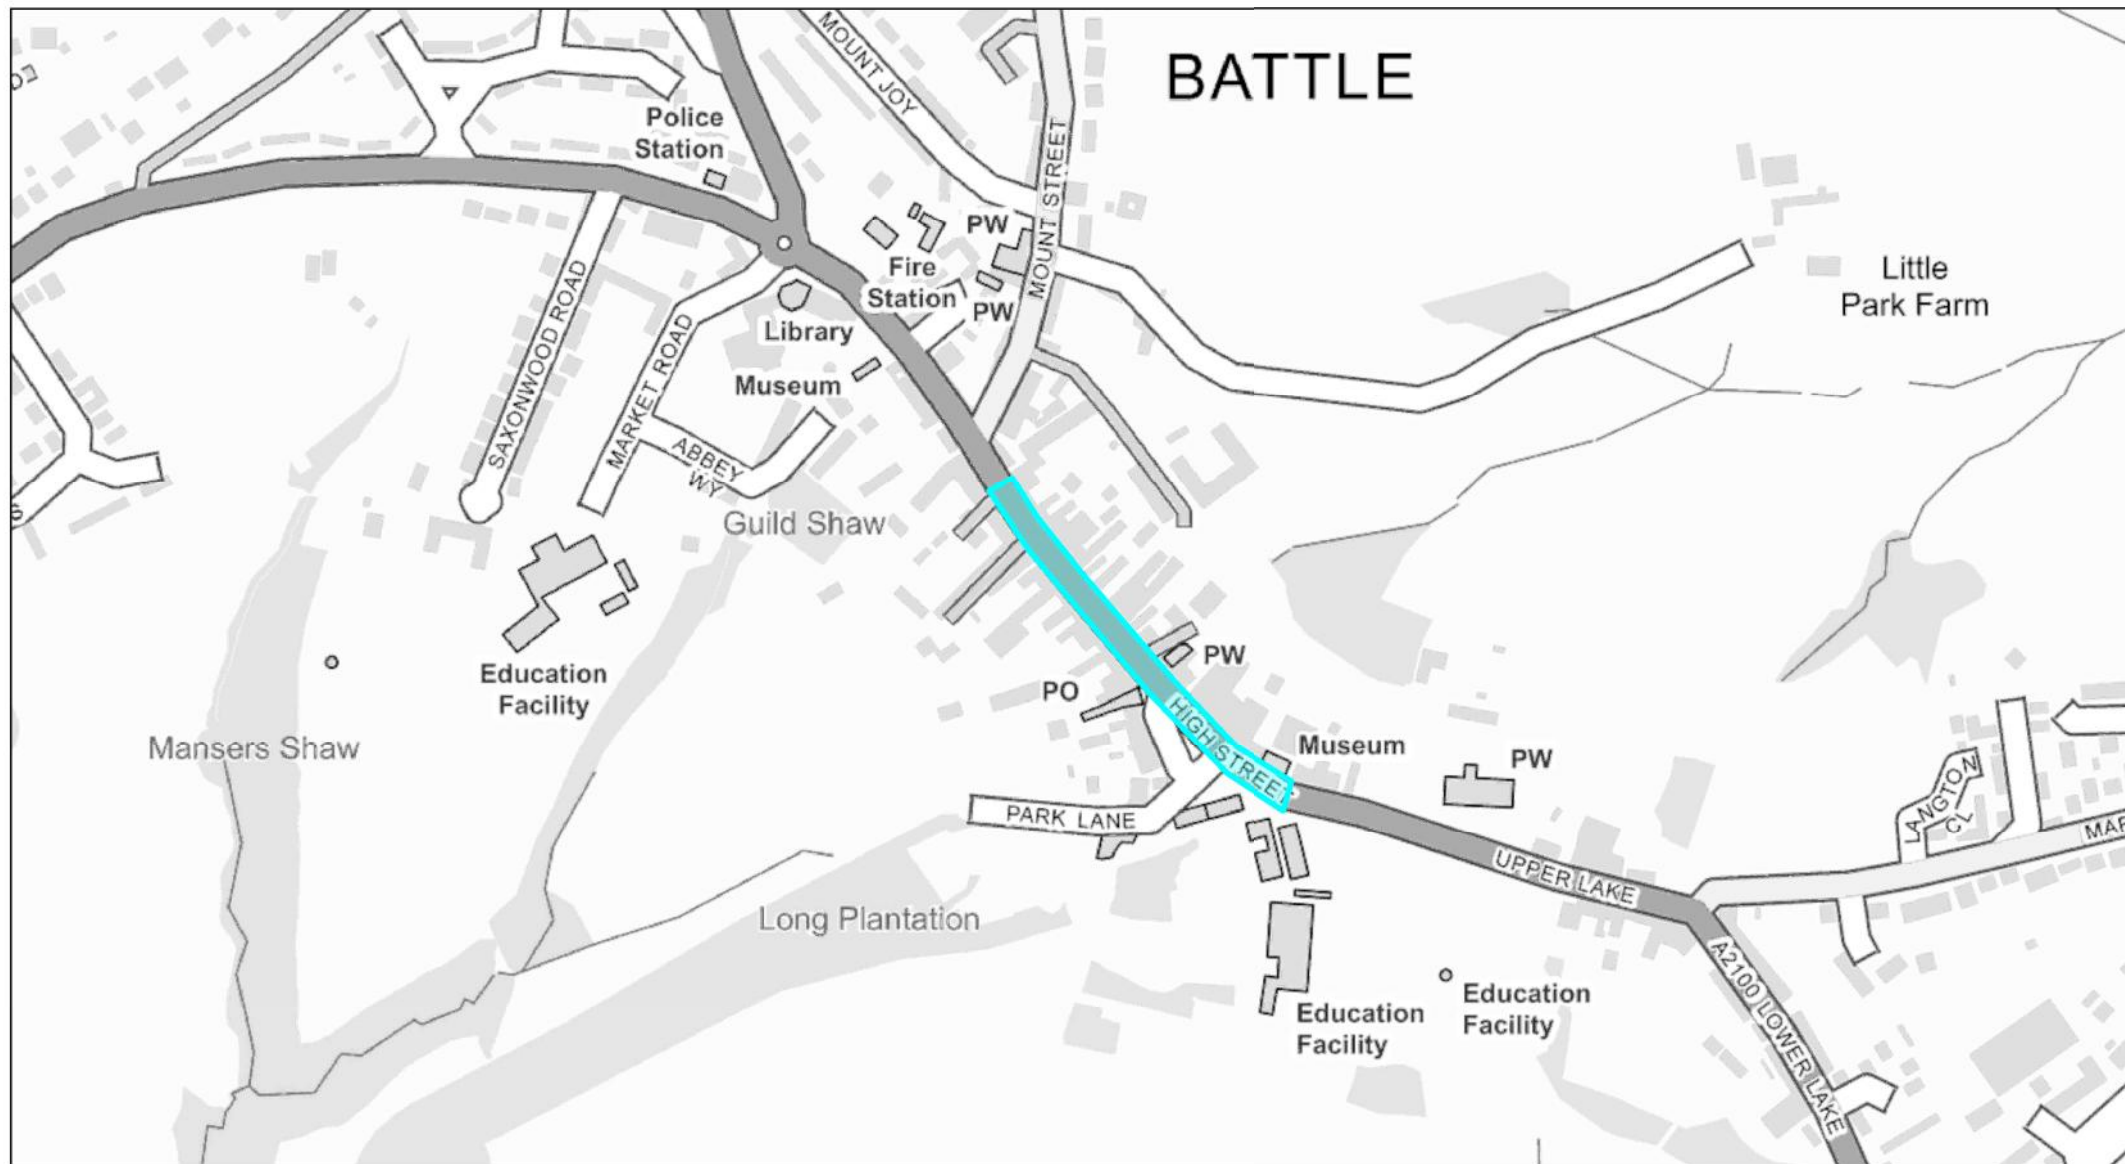 BATTLE
MOUNT JOY
Police
Station
MOUNT STREET
PW
Fire
Station
PW
Little
Park Farm
Library
SAXONWOOD ROAD
MARKET ROAD
Museum
ABBEY
WY
Guild Shaw
Education
Facility
PW
PO
HIGH STREET
Mansers Shaw
Museum
PW
LANGTON
CL
PARK LANE
MAR
UPPER LAKE
Long Plantation
A2100 LOWER LAKE
Education
Facility
Education
Facility